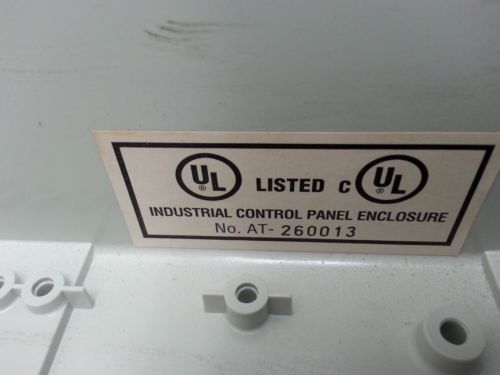 UL ® LISTED C UL ®
INDUSTRIAL CONTROL PANEL ENCLOSURE
No. AT- 260013